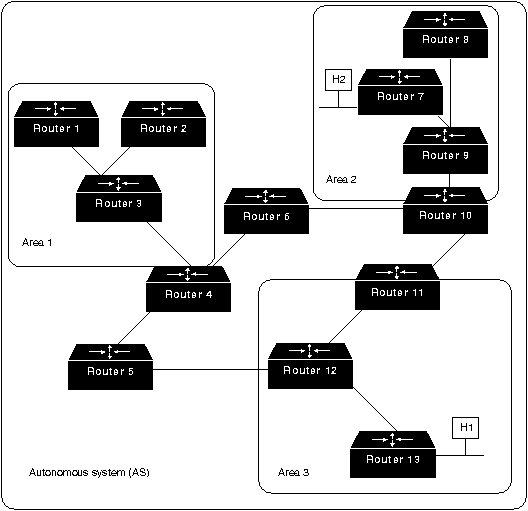 Router 8
H2
Router 7
Router 1
Router 2
Router 9
Area 2
Router 3
Router 6
Router 10
Area 1
Router 4
Router 11
Router 5
Router 12
H1
Router 13
Autonomous system (AS)
Area 3